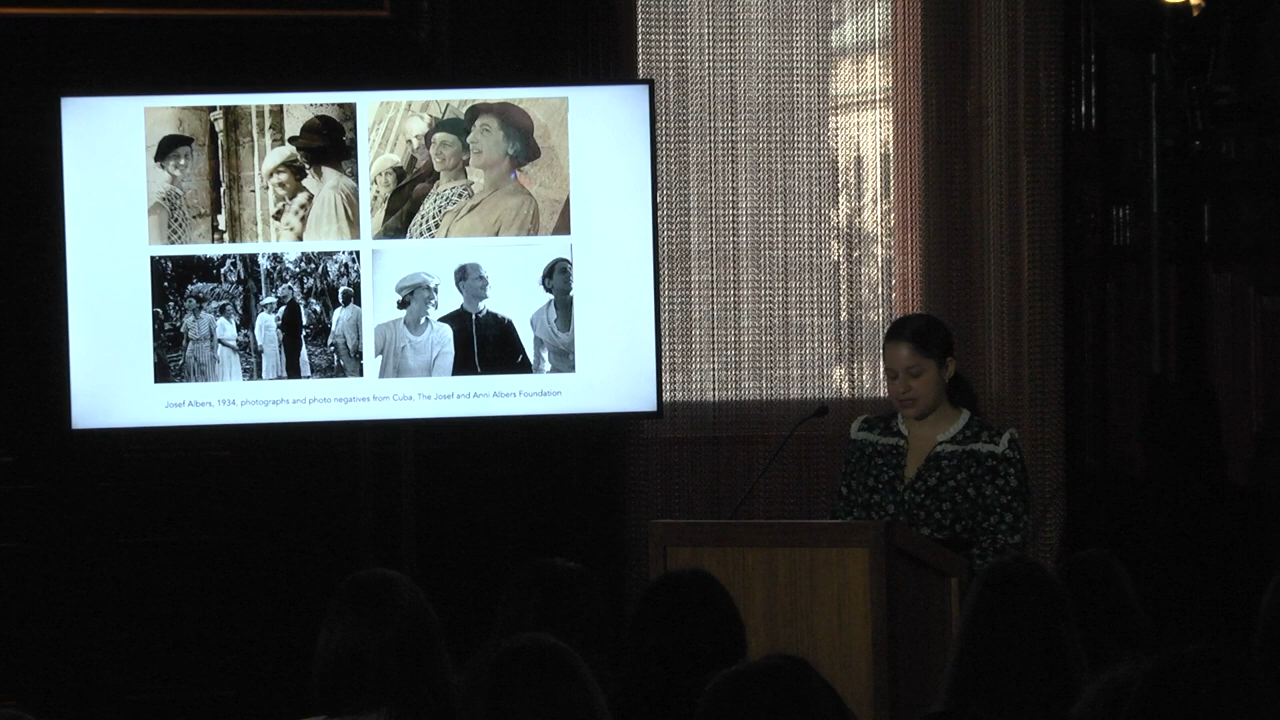 Josef Albers, 1934, photographs and photo negatives from Cuba, The Josef and Anni Albers Foundation